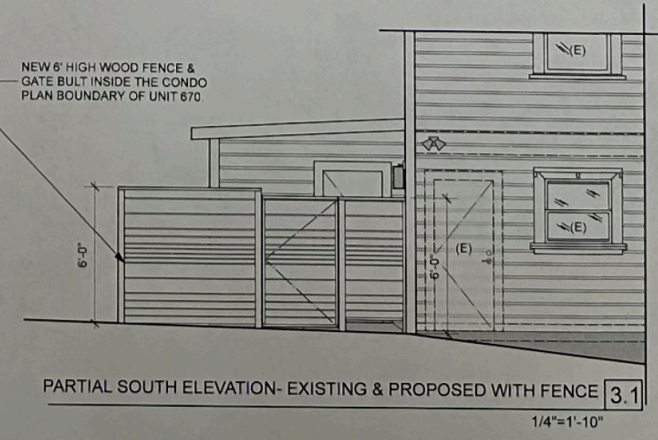 NEW 6' HIGH WOOD FENCE &
GATE BULT INSIDE THE CONDO
PLAN BOUNDARY OF UNIT 670.
(E)
(E)
(E)
6'-0"
6'-0"
PARTIAL SOUTH ELEVATION- EXISTING & PROPOSED WITH FENCE 3.1
1/4"=1'-10"